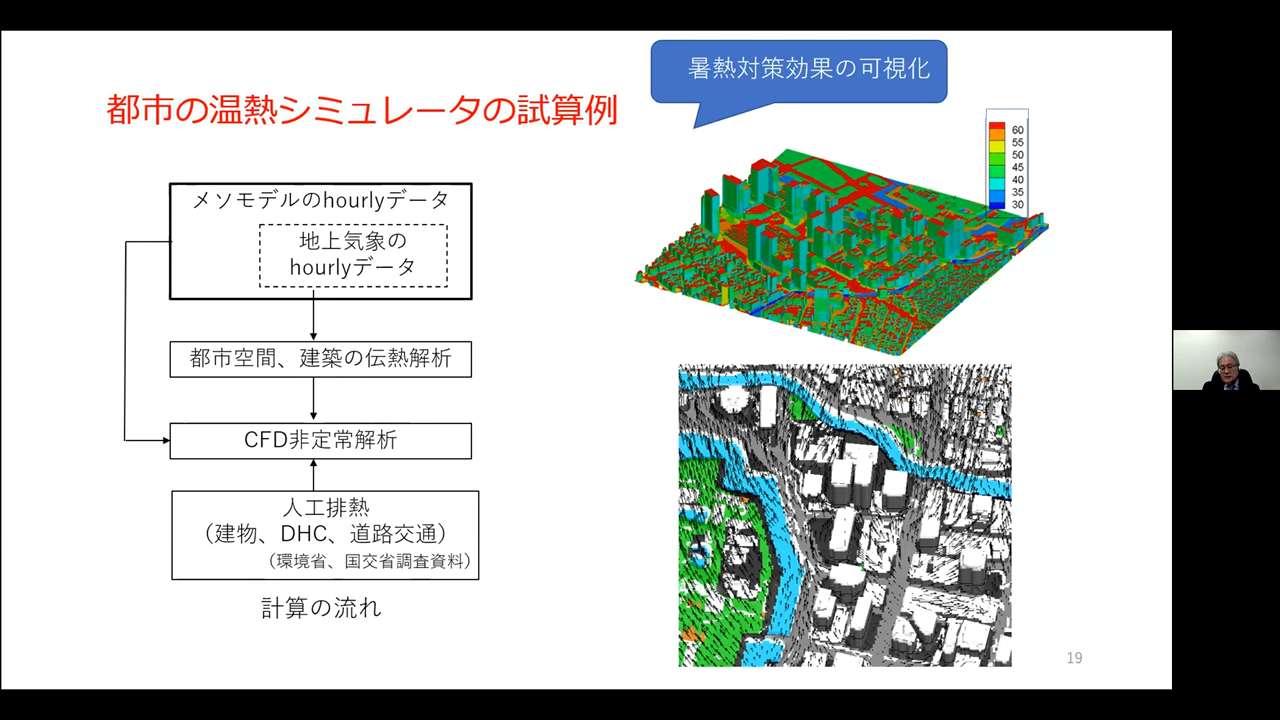 暑熱対策効果の可視化
都市の温熱シミュレータの試算例
メソモデルのhourlyデータ
地上気象の
hourlyデータ
都市空間、建築の伝熱解析
CFD非定常解析
人工排熱
（建物、DHC、道路交通）
（環境省、国交省調査資料）
計算の流れ
60
55
50
45
40
35
30
19